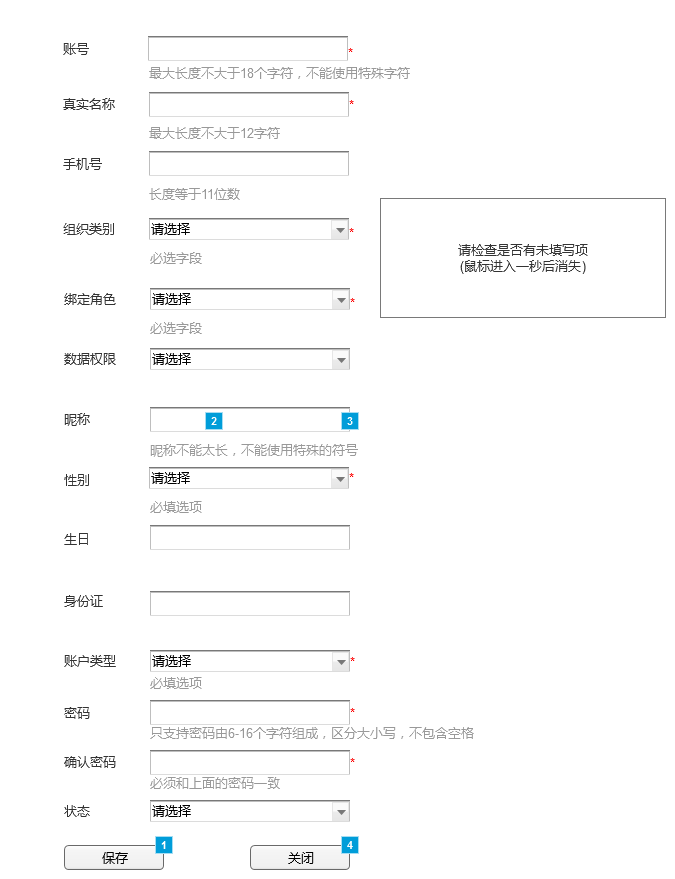 账号
*
最大长度不大于18个字符，不能使用特殊字符
真实名称
*
最大长度不大于12字符
手机号
长度等于11位数
组织类别
请选择
*
必选字段
请检查是否有未填写项
(鼠标进入一秒后消失)
绑定角色
请选择
*
必选字段
数据权限
请选择
昵称
2
3
昵称不能太长，不能使用特殊的符号
性别
请选择
*
必填选项
生日
身份证
账户类型
请选择
*
必填选项
密码
*
只支持密码由6-16个字符组成，区分大小写，不包含空格
确认密码
*
必须和上面的密码一致
状态
请选择
保存
1
关闭
4